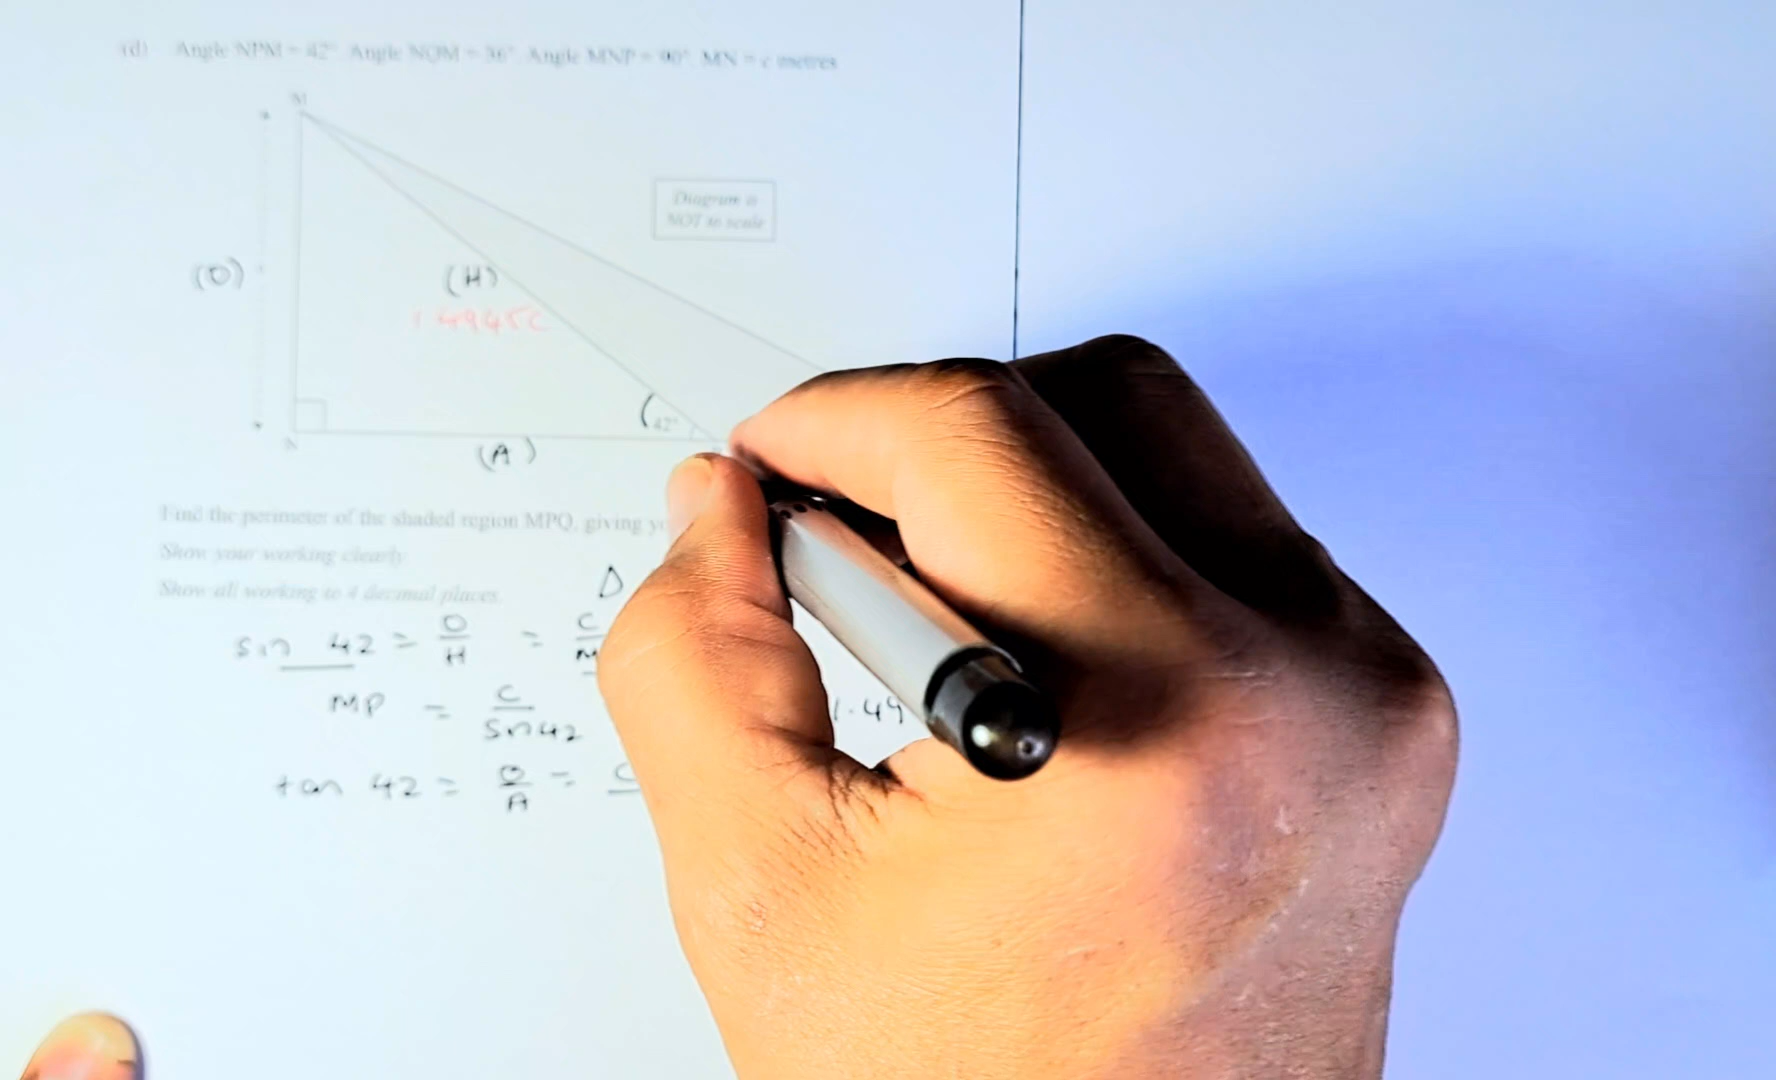 (d) Angle NPM = 42°. Angle NQM = 36°. Angle MNP = 90°. MN = c metres
M
Diagram is
NOT to scale
(O)
(H)
1.4945c
(
42°
N
(A)
Find the perimeter of the shaded region MPQ, giving
Show your working clearly
Show all working to 4 decimal places.
Δ
sin 42 = O/H = C/M
MP = C/Sin42
1.49
tan 42 = O/A = C